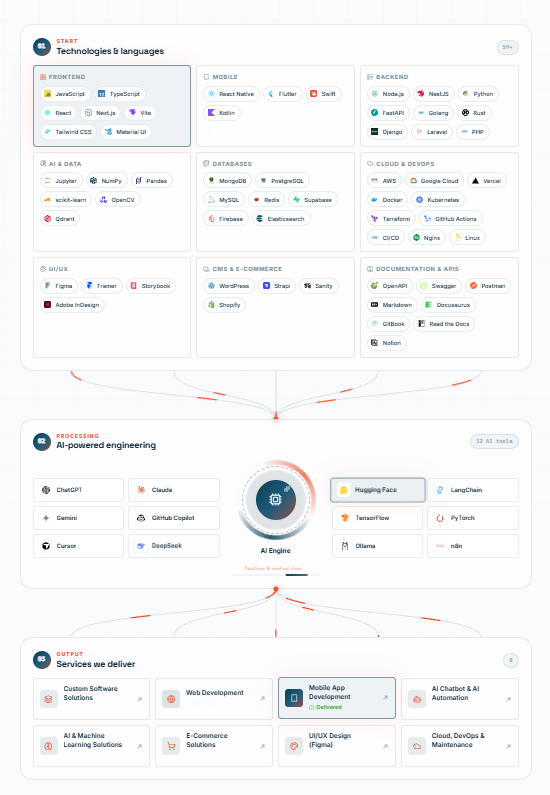 01
START
Technologies & languages
59+
FRONTEND
JavaScript
TypeScript
React
Next.js
Vite
Tailwind CSS
Material UI
MOBILE
React Native
Flutter
Swift
Kotlin
BACKEND
Node.js
NestJS
Python
FastAPI
Golang
Rust
Django
Laravel
PHP
AI & DATA
Jupyter
NumPy
Pandas
scikit-learn
OpenCV
Qdrant
DATABASES
MongoDB
PostgreSQL
MySQL
Redis
Supabase
Firebase
Elasticsearch
CLOUD & DEVOPS
AWS
Google Cloud
Vercel
Docker
Kubernetes
Terraform
GitHub Actions
CI/CD
Nginx
Linux
UI/UX
Figma
Framer
Storybook
Adobe InDesign
CMS & E-COMMERCE
WordPress
Strapi
Sanity
Shopify
DOCUMENTATION & APIS
OpenAPI
Swagger
Postman
Markdown
Docusaurus
GitBook
Read the Docs
Notion
02
PROCESSING
AI-powered engineering
12 AI tools
ChatGPT
Claude
Gemini
GitHub Copilot
Cursor
DeepSeek
AI Engine
Hugging Face
LangChain
TensorFlow
PyTorch
Ollama
n8n
03
OUTPUT
Services we deliver
8
Custom Software
Solutions
Web Development
Mobile App
Development
Delivered
AI Chatbot & AI
Automation
AI & Machine
Learning Solutions
E-Commerce
Solutions
UI/UX Design
(Figma)
Cloud, DevOps &
Maintenance